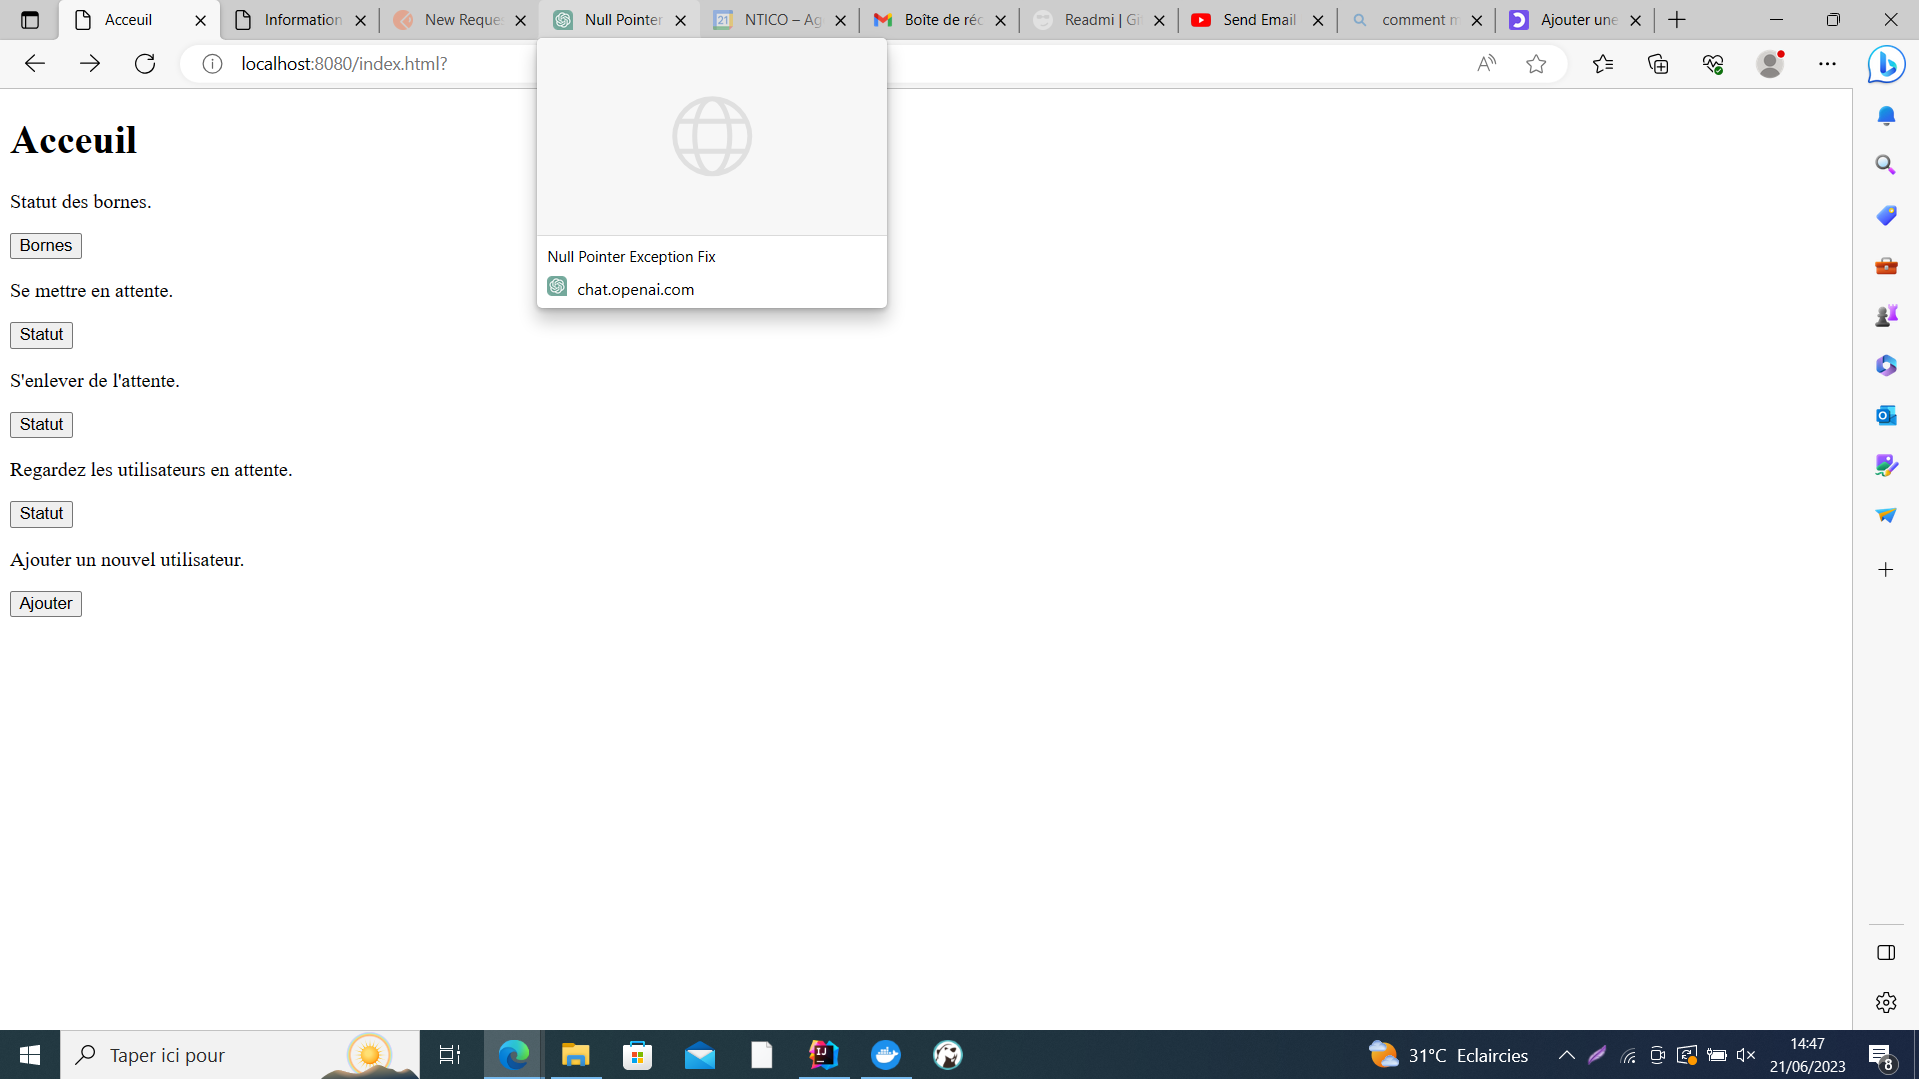 Acceuil
Information
New Reque
Null Pointer
NTICO – Ag
Boîte de réc
Readmi | Gi
Send Email
comment m
Ajouter une
localhost:8080/index.html?
Acceuil
Statut des bornes.
Bornes
Se mettre en attente.
Statut
S'enlever de l'attente.
Statut
Regardez les utilisateurs en attente.
Statut
Ajouter un nouvel utilisateur.
Ajouter
Null Pointer Exception Fix
chat.openai.com
Taper ici pour
31°C Eclaircies
14:47
21/06/2023
8